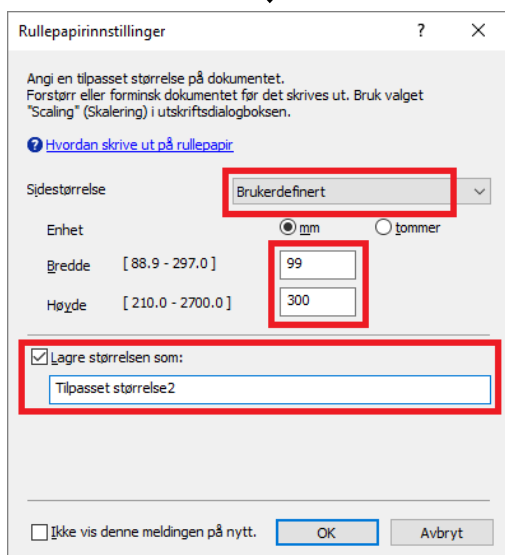 Rullepapirinnstillinger ? ×
Angi en tilpasset størrelse på dokumentet.
Forstørr eller forminsk dokumentet før det skrives ut. Bruk valget
"Scaling" (Skalering) i utskriftsdialogboksen.
? Hvordan skrive ut på rullepapir
Sidestørrelse Brukerdefinert
Enhet mm tommer
Bredde [ 88.9 - 297.0 ] 99
Høyde [ 210.0 - 2700.0 ] 300
Lagre størrelsen som:
Tilpasset størrelse2
Ikke vis denne meldingen på nytt. OK Avbryt